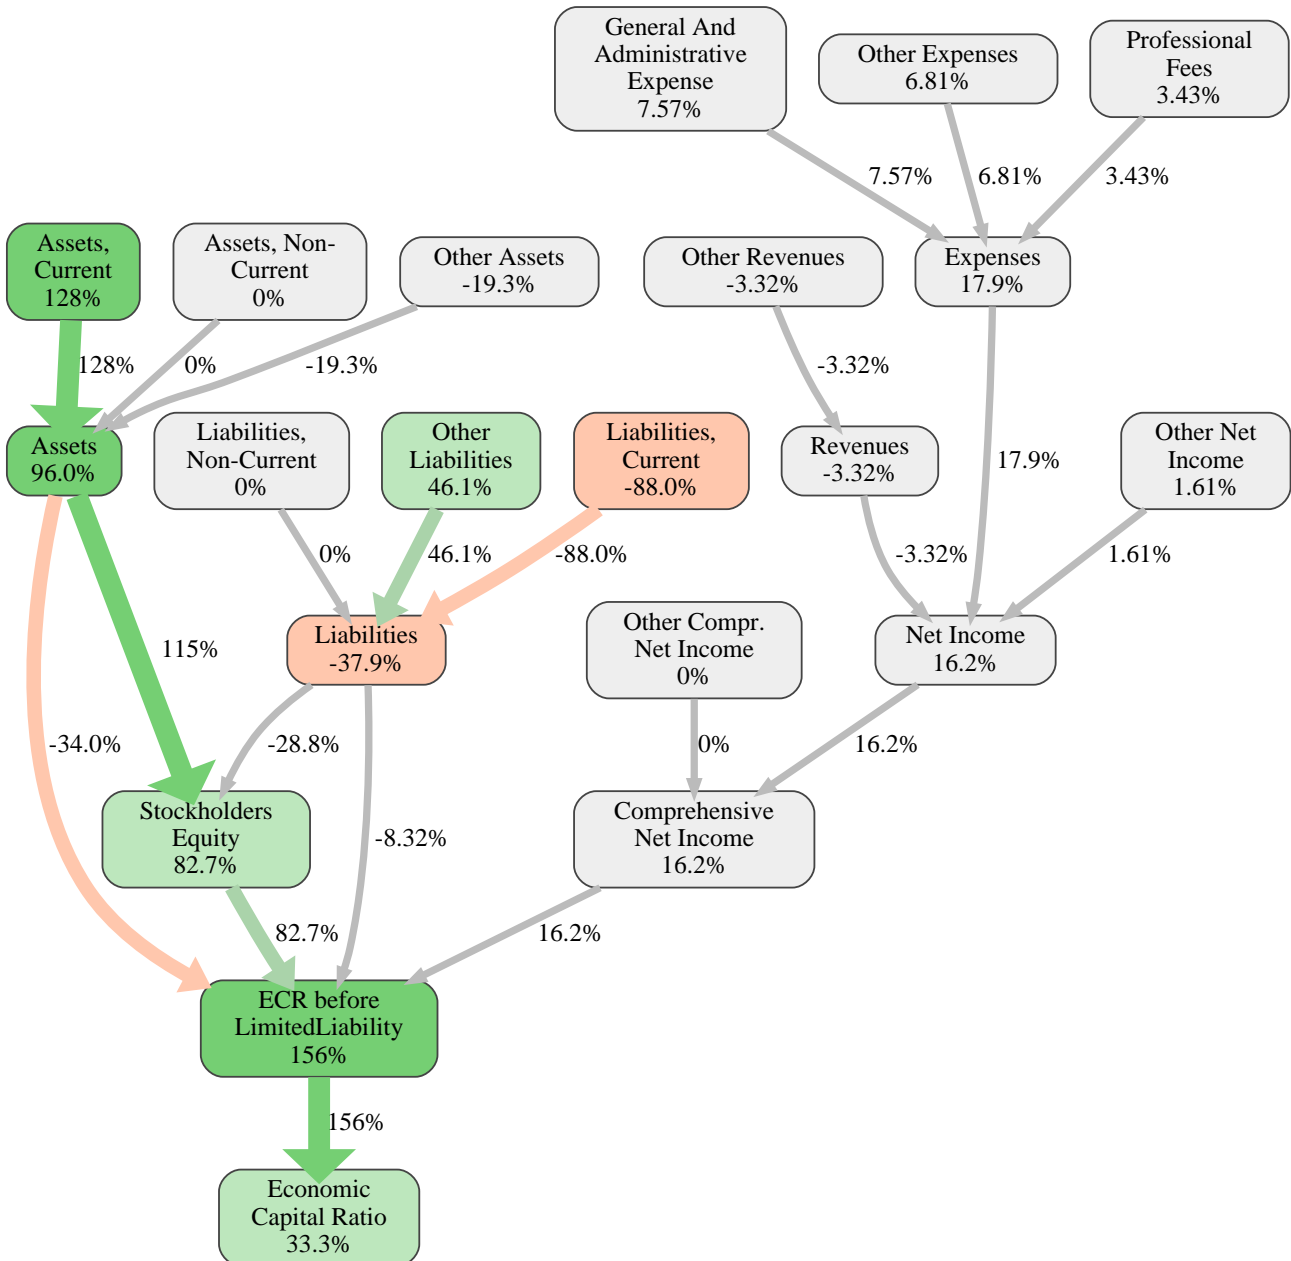 General And
Administrative
Expense
7.57%
Other Expenses
6.81%
Professional
Fees
3.43%
7.57%
6.81%
3.43%
Assets,
Current
128%
Assets, Non-
Current
0%
Other Assets
-19.3%
Other Revenues
-3.32%
Expenses
17.9%
128%
0%
-19.3%
-3.32%
17.9%
Assets
96.0%
Liabilities,
Non-Current
0%
Other
Liabilities
46.1%
Liabilities,
Current
-88.0%
Revenues
-3.32%
Other Net
Income
1.61%
0%
46.1%
-88.0%
-3.32%
1.61%
115%
Liabilities
-37.9%
Other Compr.
Net Income
0%
Net Income
16.2%
-34.0%
-28.8%
-8.32%
0%
16.2%
Stockholders
Equity
82.7%
Comprehensive
Net Income
16.2%
82.7%
16.2%
ECR before
LimitedLiability
156%
156%
Economic
Capital Ratio
33.3%